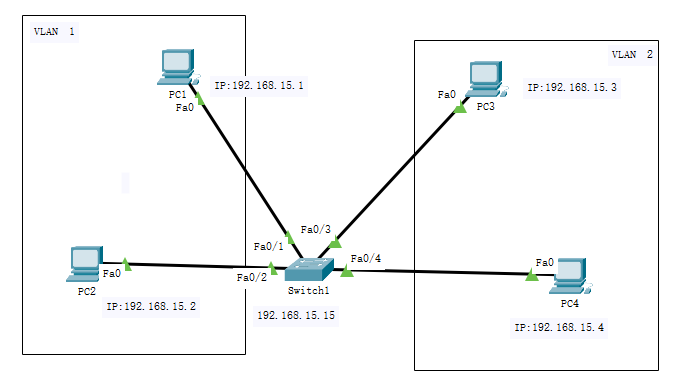 VLAN 1
VLAN 2
IP:192.168.15.1
IP:192.168.15.3
PC1
Fa0
Fa0
PC3
Fa0/3
Fa0/1
Fa0/4
Fa0
Fa0
Fa0/2
PC2
Switch1
PC4
IP:192.168.15.2
192.168.15.15
IP:192.168.15.4